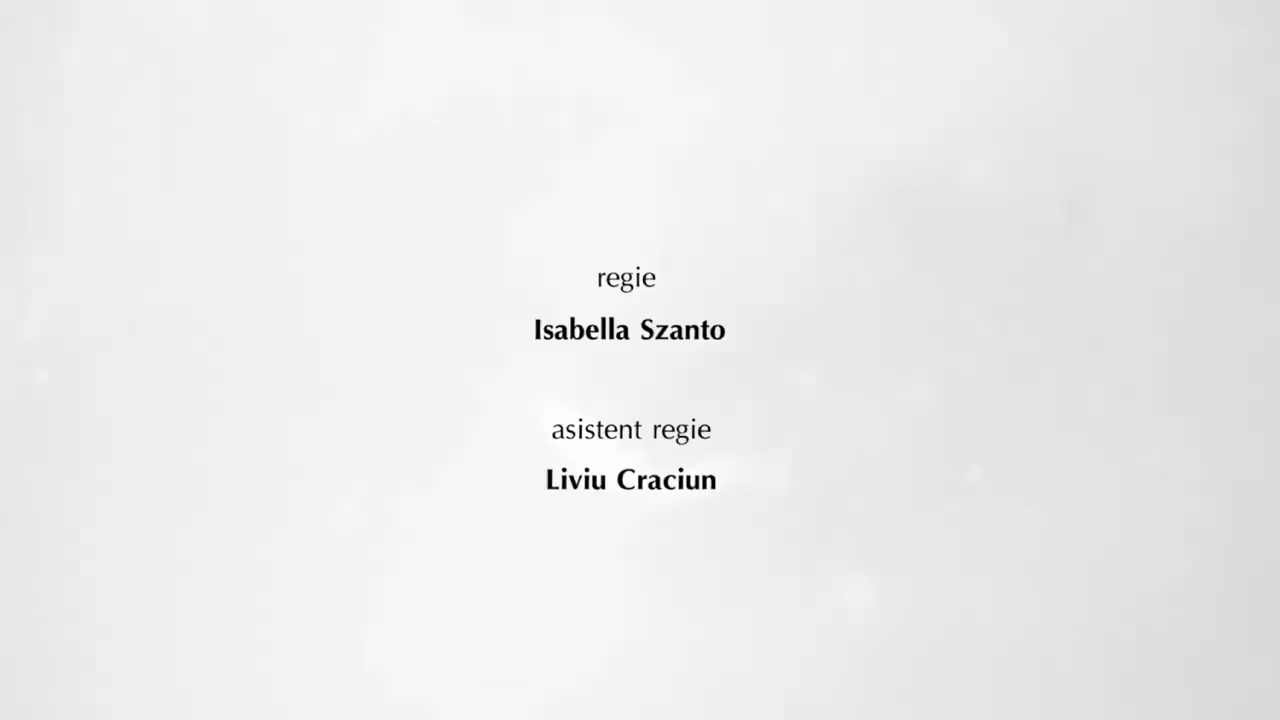 regie
Isabella Szanto
asistent regie
Liviu Craciun